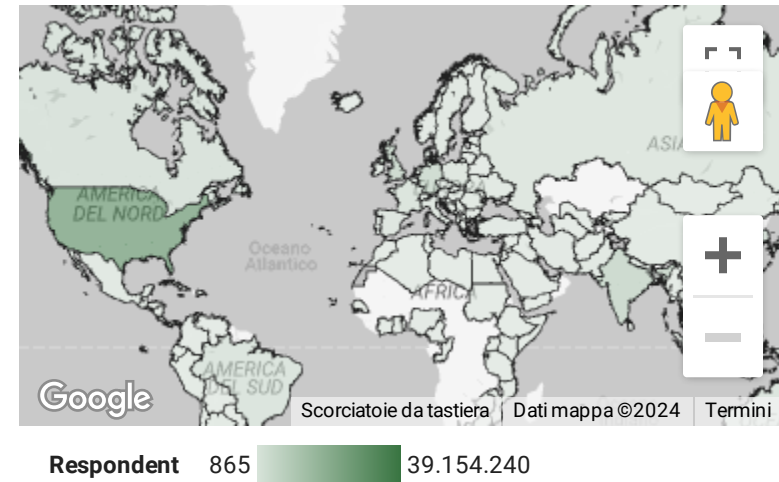 ASIA
AMERICA
DEL NORD
EUROPA
Oceano
Atlantico
AFRICA
AMERICA
DEL SUD
Google
Scorciatoie da tastiera
Dati mappa ©2024
Termini
Respondent 865 39.154.240